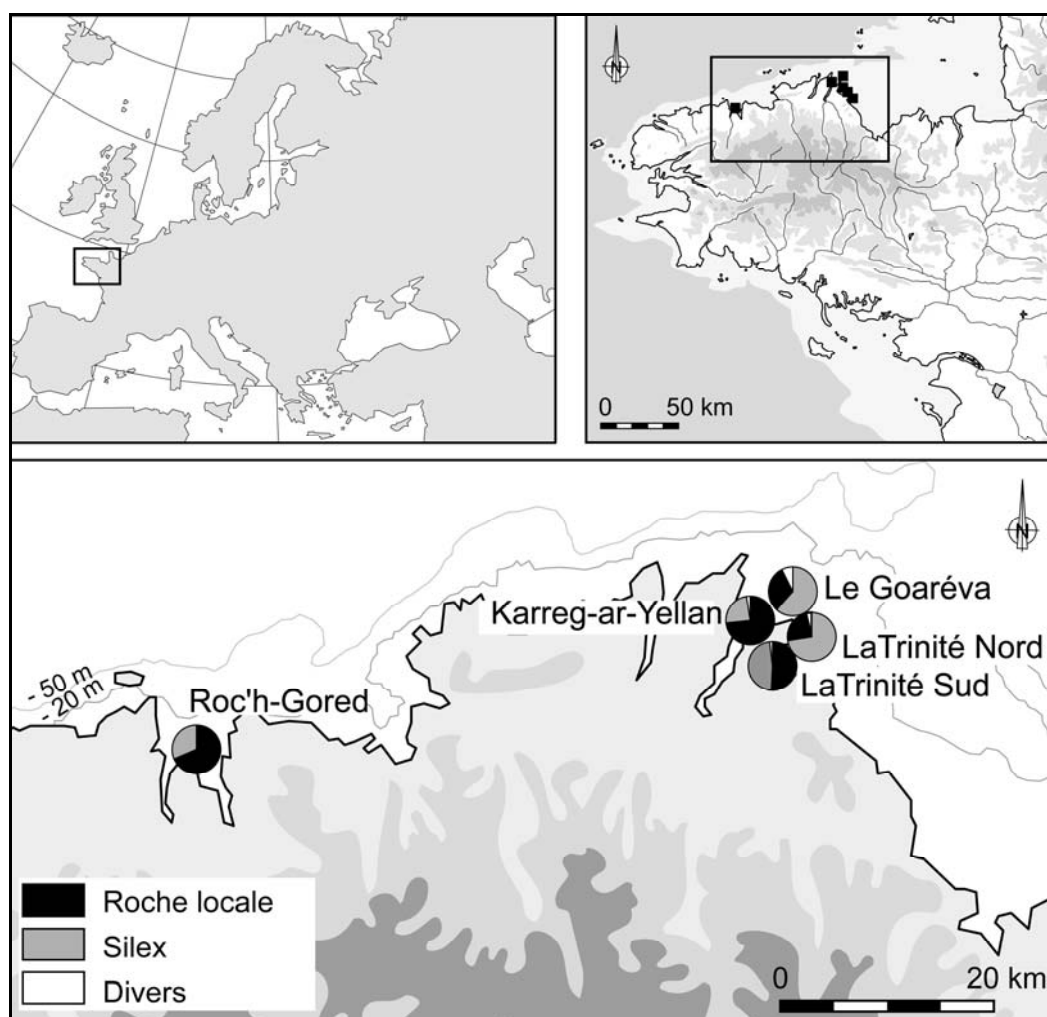 N
0 50 km
N
Le Goaréva
Karreg-ar-Yellan
LaTrinité Nord
LaTrinité Sud
- 50 m
- 20 m
Roc'h-Gored
Roche locale
Silex
Divers
0 20 km